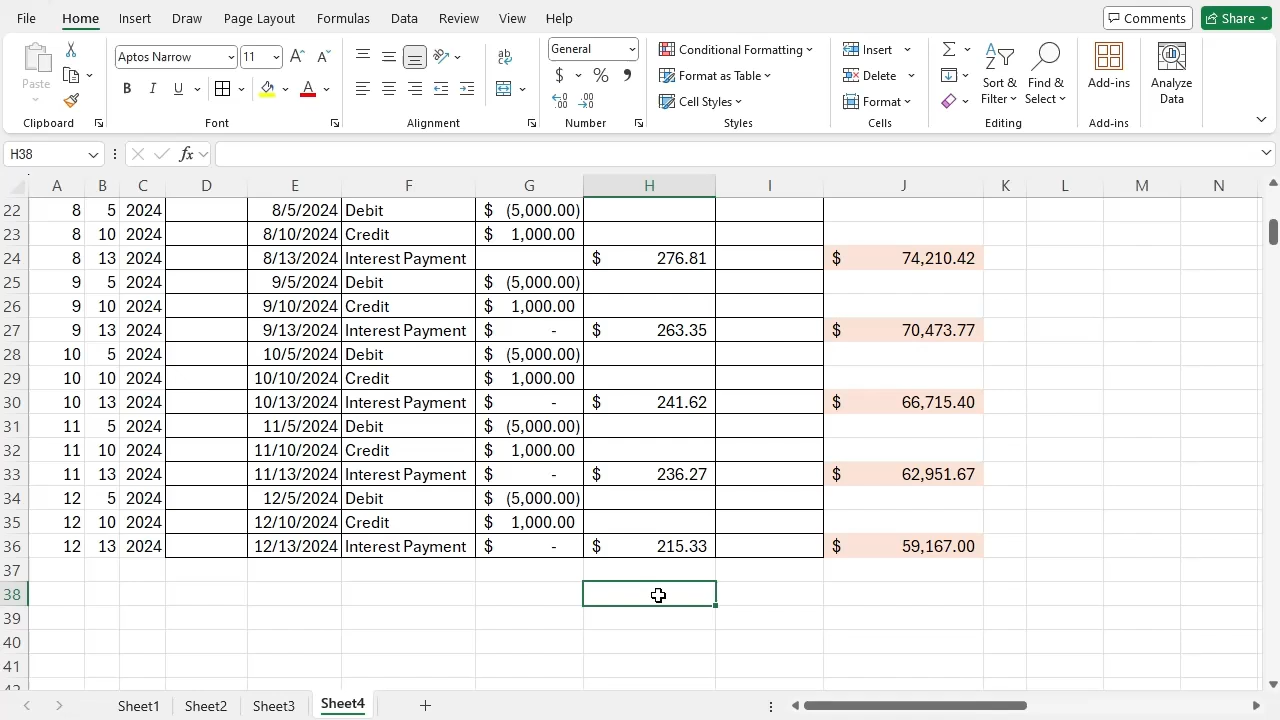 File Home Insert Draw Page Layout Formulas Data Review View Help Comments Share
Paste
Clipboard
Aptos Narrow 11 A A
B I U A
Font
ab
Alignment
General
$ % ,
Number
Conditional Formatting
Format as Table
Cell Styles
Styles
Insert
Delete
Format
Cells
Sort & Filter
Find & Select
Editing
Add-ins
Add-ins
Analyze Data
H38 fx
A B C D E F G H I J K L M N
22 8 5 2024 8/5/2024 Debit $ (5,000.00)
23 8 10 2024 8/10/2024 Credit $ 1,000.00
24 8 13 2024 8/13/2024 Interest Payment $ 276.81 $ 74,210.42
25 9 5 2024 9/5/2024 Debit $ (5,000.00)
26 9 10 2024 9/10/2024 Credit $ 1,000.00
27 9 13 2024 9/13/2024 Interest Payment $ - $ 263.35 $ 70,473.77
28 10 5 2024 10/5/2024 Debit $ (5,000.00)
29 10 10 2024 10/10/2024 Credit $ 1,000.00
30 10 13 2024 10/13/2024 Interest Payment $ - $ 241.62 $ 66,715.40
31 11 5 2024 11/5/2024 Debit $ (5,000.00)
32 11 10 2024 11/10/2024 Credit $ 1,000.00
33 11 13 2024 11/13/2024 Interest Payment $ - $ 236.27 $ 62,951.67
34 12 5 2024 12/5/2024 Debit $ (5,000.00)
35 12 10 2024 12/10/2024 Credit $ 1,000.00
36 12 13 2024 12/13/2024 Interest Payment $ - $ 215.33 $ 59,167.00
37
38
39
40
41
42
Sheet1 Sheet2 Sheet3 Sheet4 +